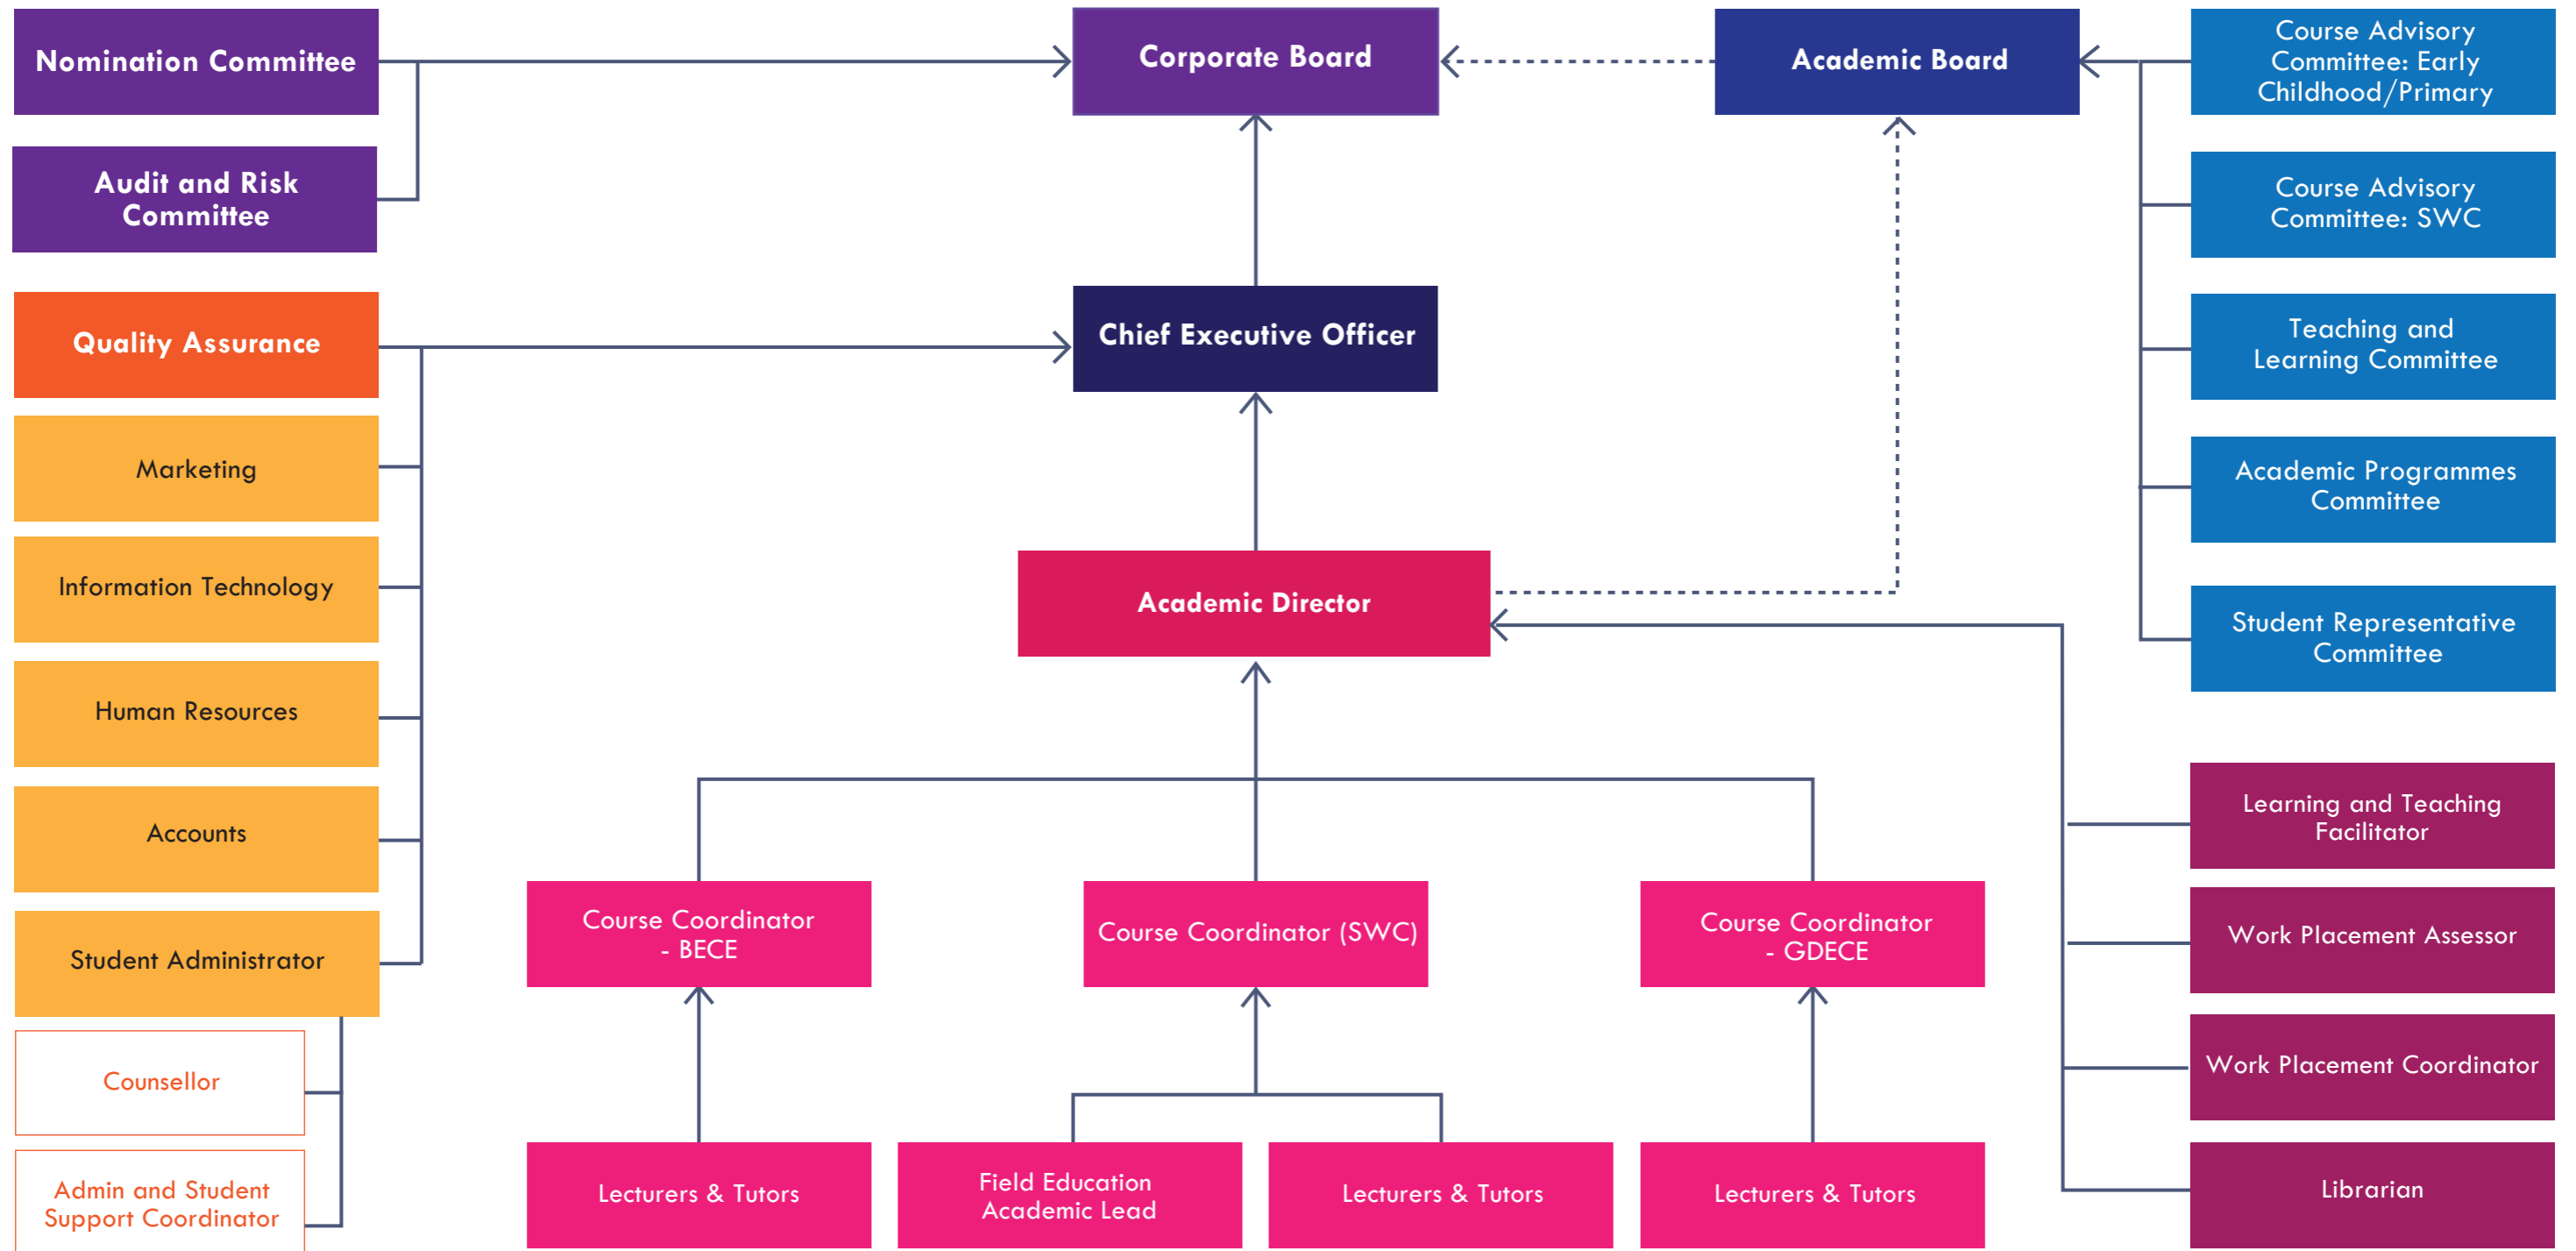 Nomination Committee
Corporate Board
Academic Board
Course Advisory
Committee: Early
Childhood/Primary
Audit and Risk
Committee
Course Advisory
Committee: SWC
Quality Assurance
Chief Executive Officer
Teaching and
Learning Committee
Marketing
Academic Programmes
Committee
Information Technology
Academic Director
Student Representative
Committee
Human Resources
Accounts
Learning and Teaching
Facilitator
Student Administrator
Course Coordinator
- BECE
Course Coordinator (SWC)
Course Coordinator
- GDECE
Work Placement Assessor
Counsellor
Work Placement Coordinator
Admin and Student
Support Coordinator
Lecturers & Tutors
Field Education
Academic Lead
Lecturers & Tutors
Lecturers & Tutors
Librarian